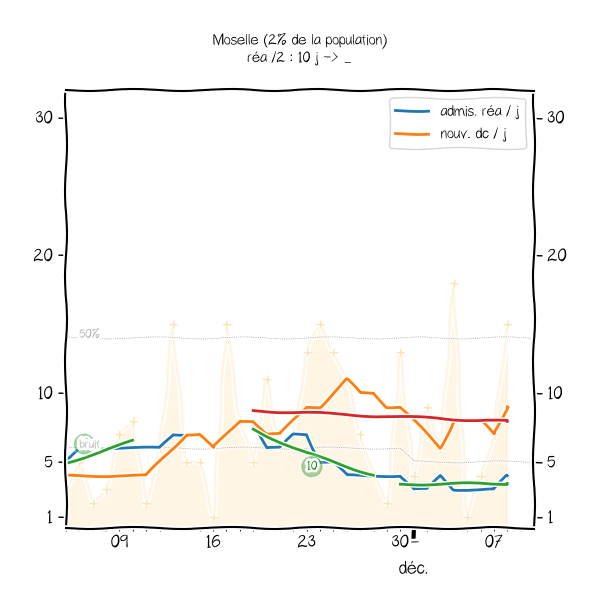 Moselle (2% de la population)
réa /2 : 10 j -> _
admis. réa / j
nouv. dc / j
30
30
20
20
50%
10
10
bruit
10
5
5
1
1
09
16
23
30
07
déc.